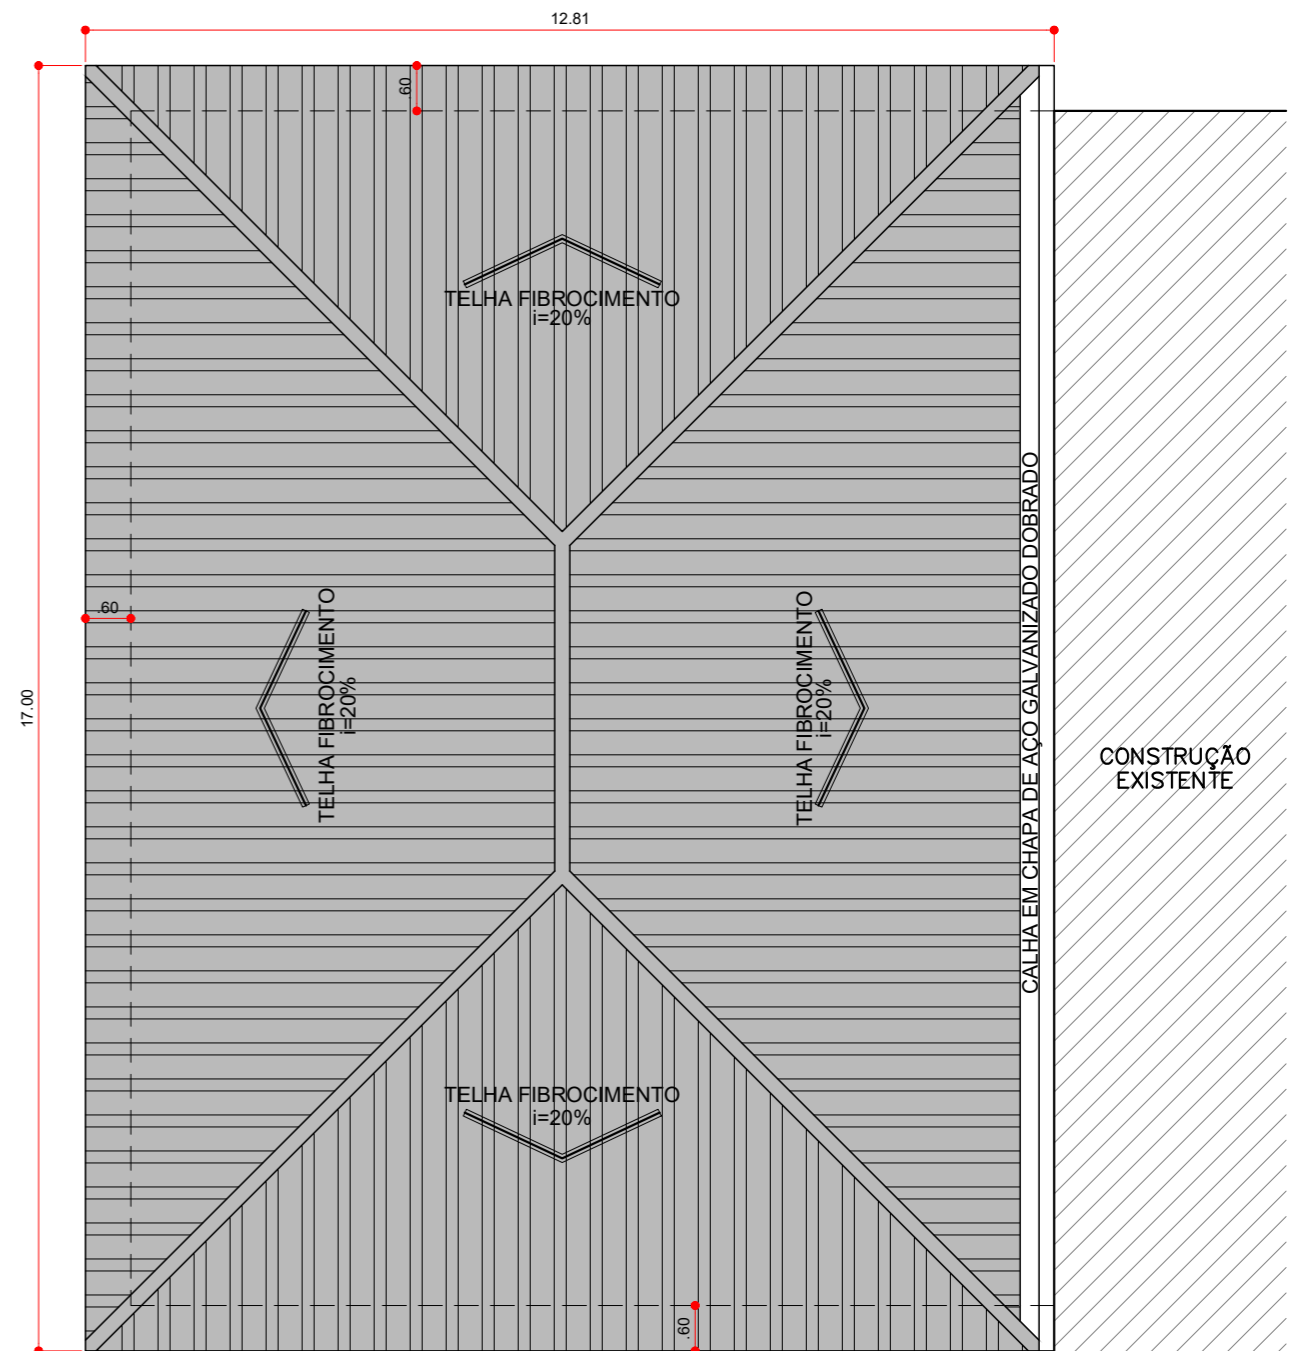 12.81
.60
TELHA FIBROCIMENTO
i=20%
.60
17.00
TELHA FIBROCIMENTO
i=20%
TELHA FIBROCIMENTO
i=20%
CALHA EM CHAPA DE AÇO GALVANIZADO DOBRADO
CONSTRUÇÃO
EXISTENTE
TELHA FIBROCIMENTO
i=20%
.60